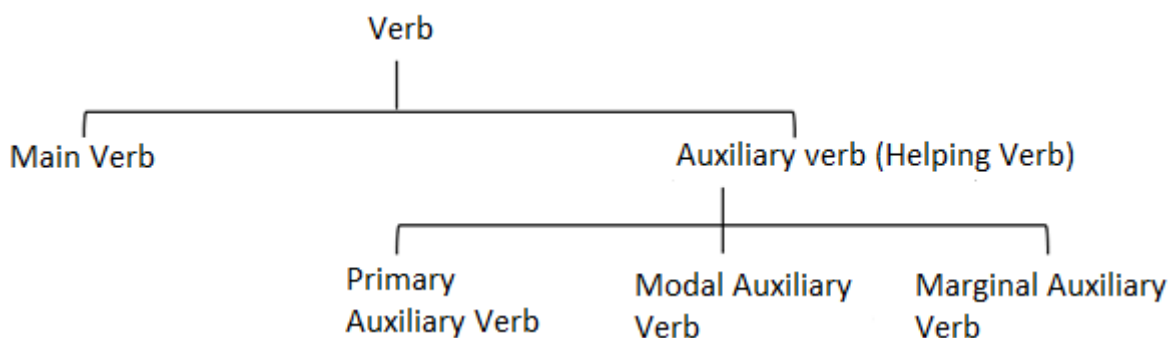 Verb
Main Verb
Auxiliary verb (Helping Verb)
Primary
Auxiliary Verb
Modal Auxiliary
Verb
Marginal Auxiliary
Verb